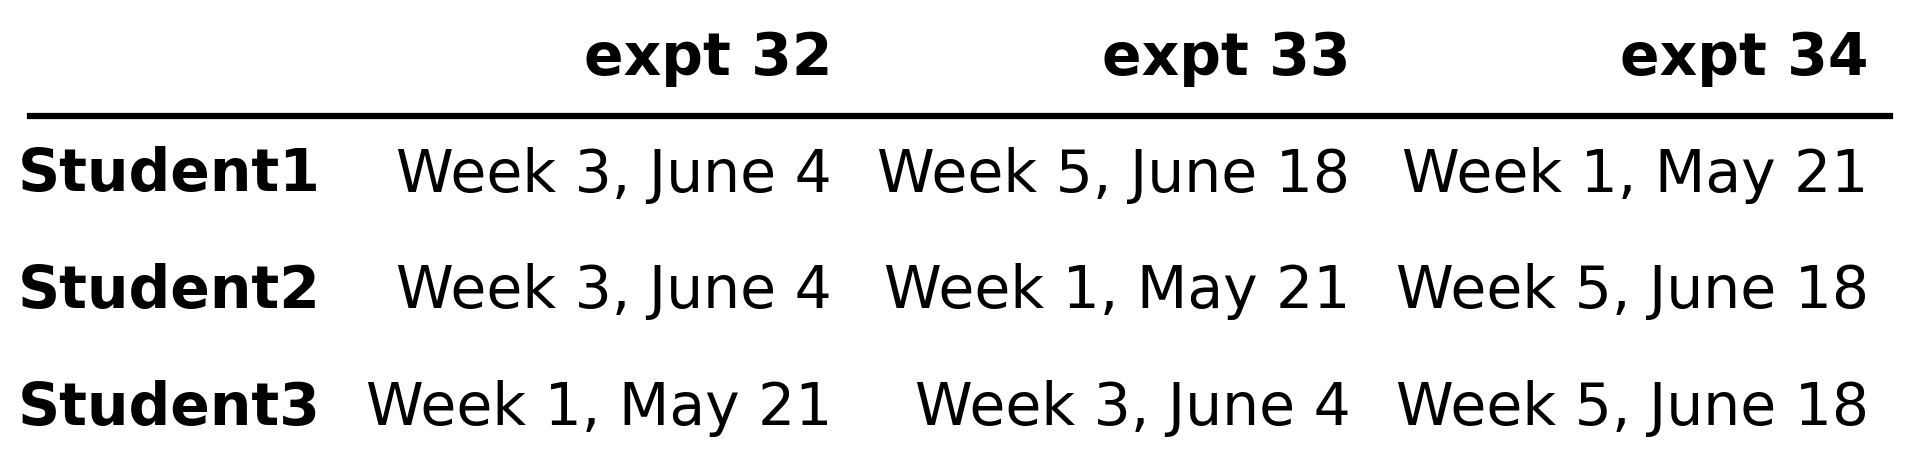 expt 32 expt 33 expt 34
Student1 Week 3, June 4 Week 5, June 18 Week 1, May 21
Student2 Week 3, June 4 Week 1, May 21 Week 5, June 18
Student3 Week 1, May 21 Week 3, June 4 Week 5, June 18